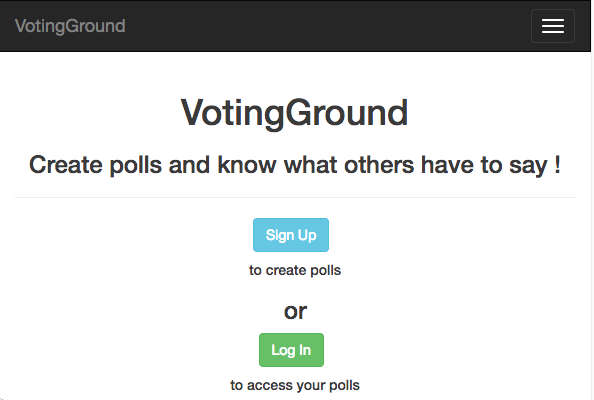 VotingGround
VotingGround
Create polls and know what others have to say !
Sign Up
to create polls
or
Log In
to access your polls